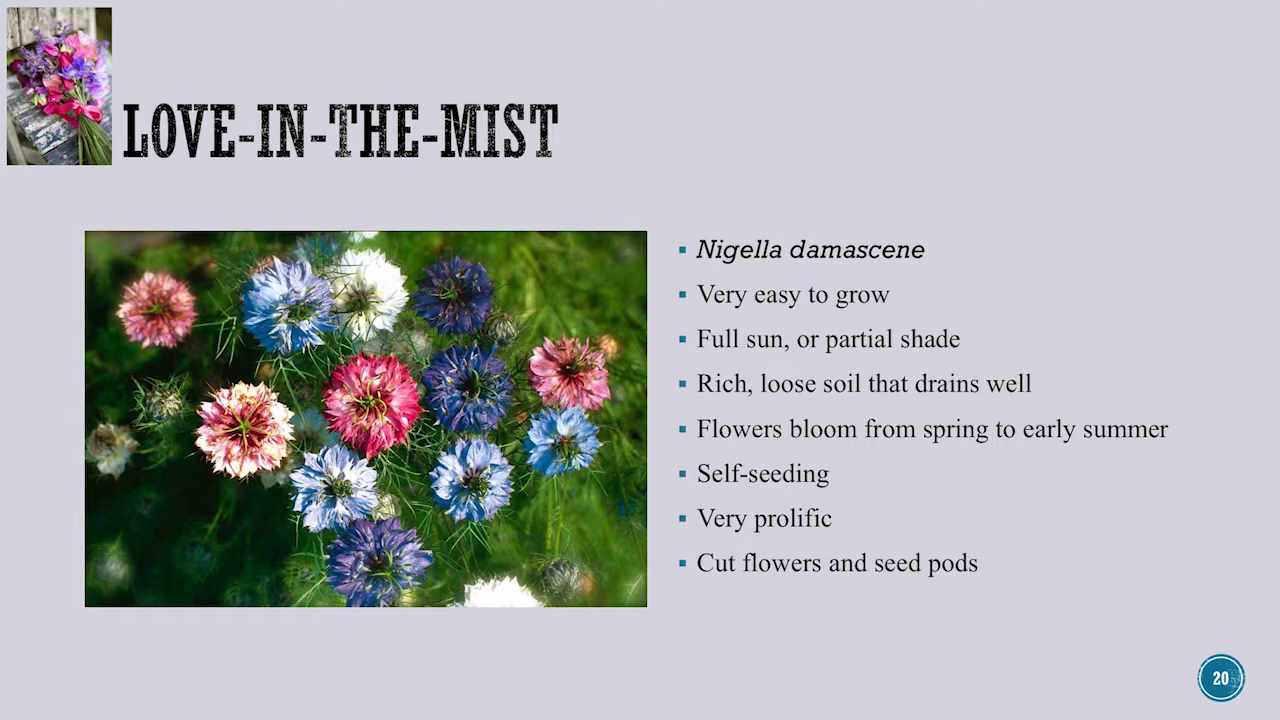 LOVE-IN-THE-MIST
▪ Nigella damascene
▪ Very easy to grow
▪ Full sun, or partial shade
▪ Rich, loose soil that drains well
▪ Flowers bloom from spring to early summer
▪ Self-seeding
▪ Very prolific
▪ Cut flowers and seed pods
20